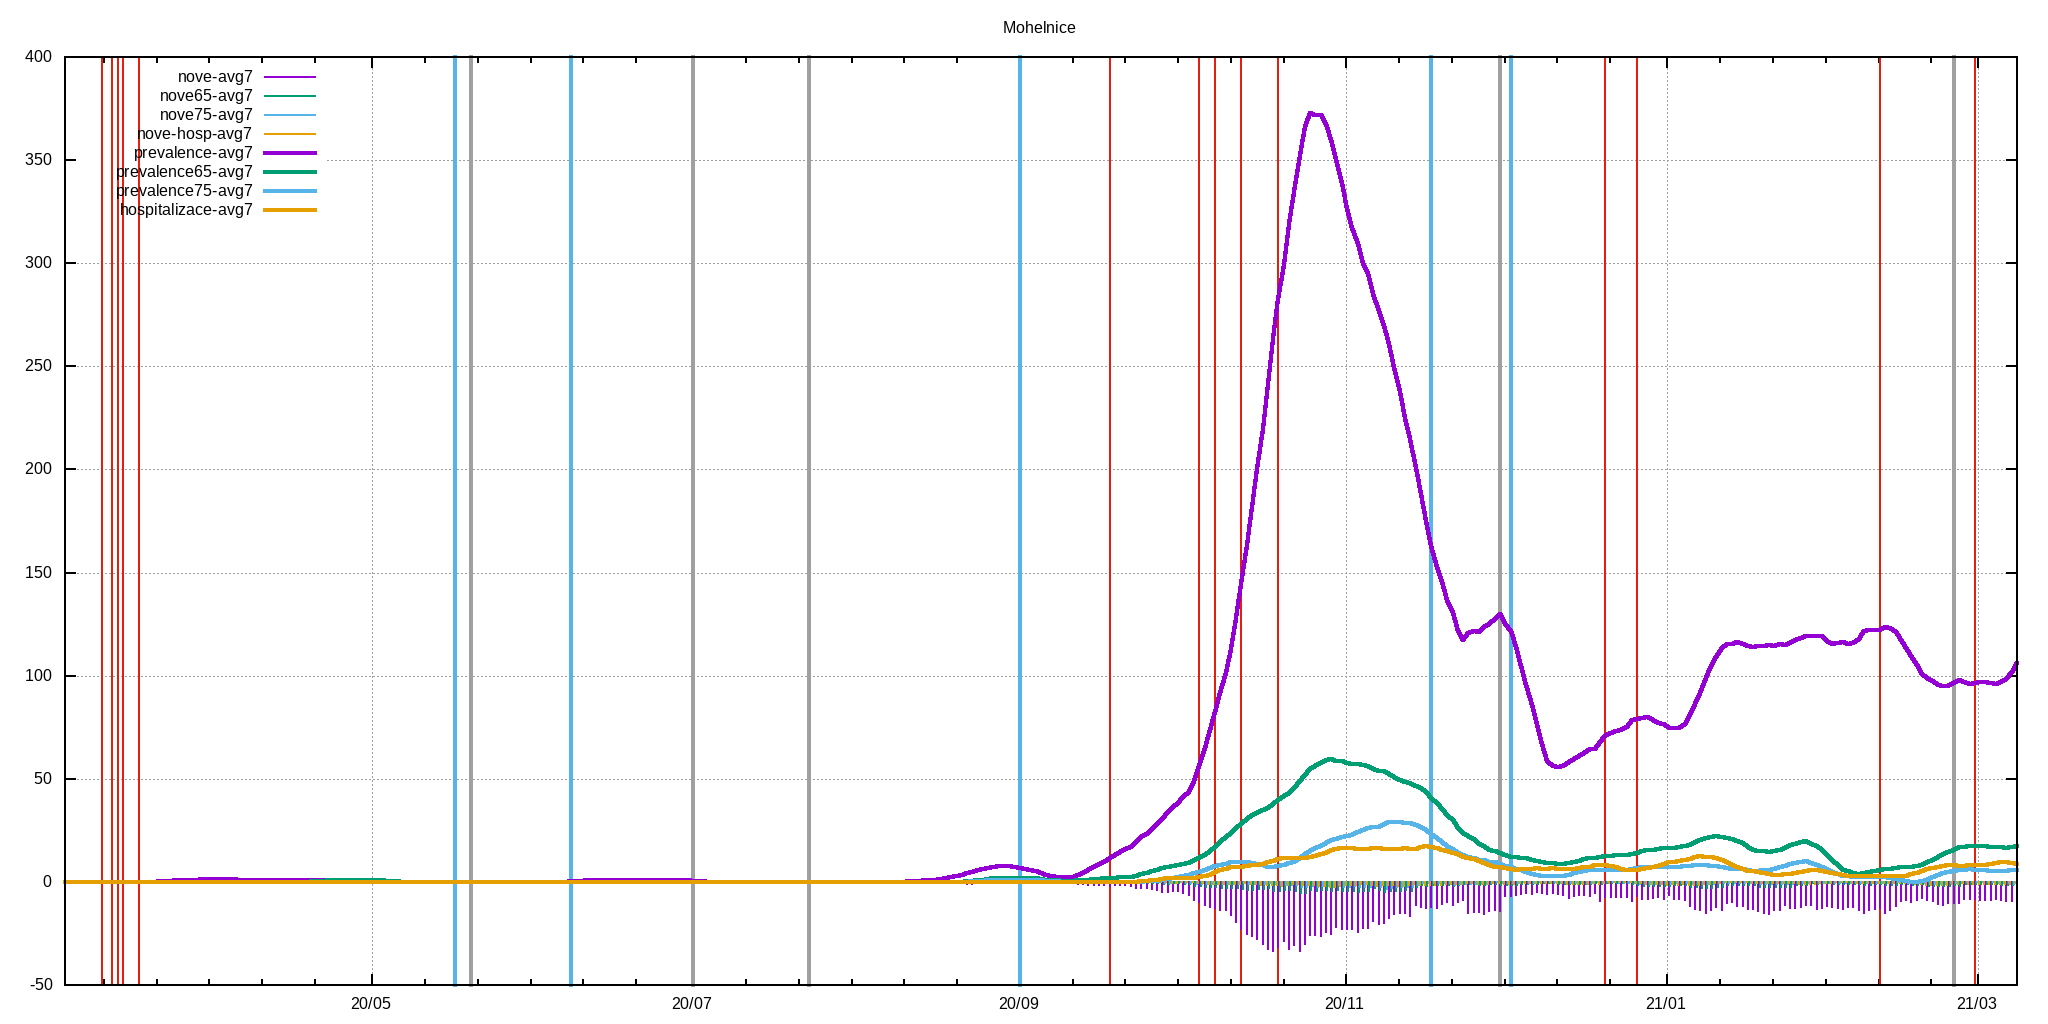 Mohelnice
400
350
300
250
200
150
100
50
0
-50
nove-avg7
nove65-avg7
nove75-avg7
nove-hosp-avg7
prevalence-avg7
prevalence65-avg7
prevalence75-avg7
hospitalizace-avg7
20/05
20/07
20/09
20/11
21/01
21/03